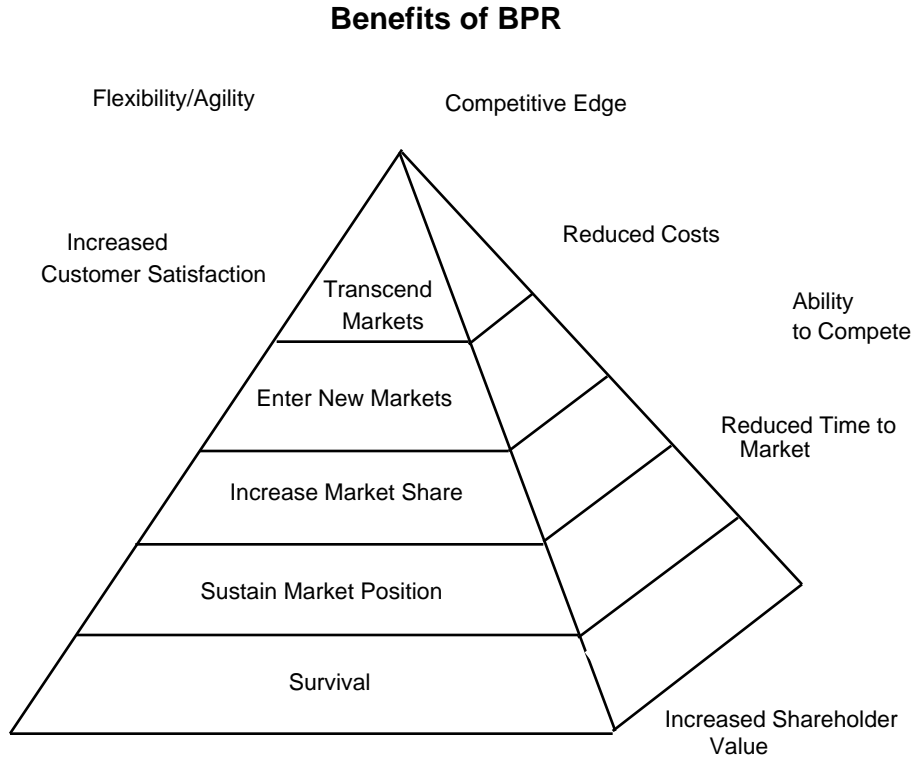 Benefits of BPR
Flexibility/Agility
Competitive Edge
Increased
Customer Satisfaction
Reduced Costs
Transcend
Markets
Ability
to Compete
Enter New Markets
Reduced Time to
Market
Increase Market Share
Sustain Market Position
Survival
Increased Shareholder
Value